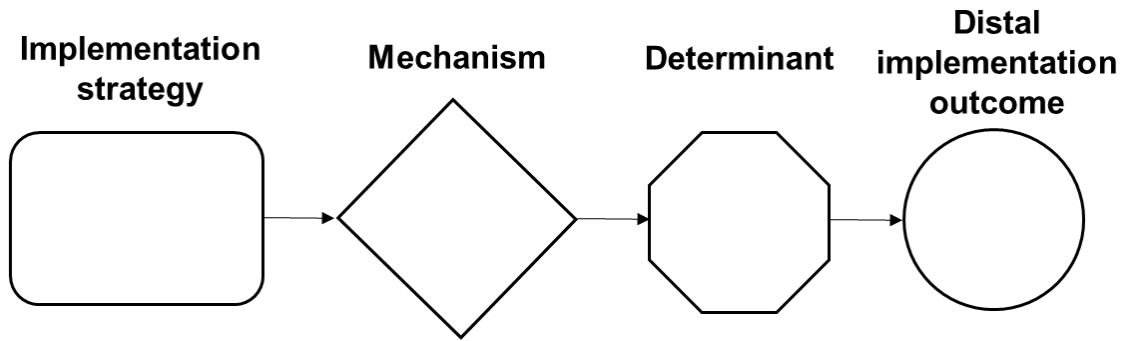 Implementation
strategy
Mechanism
Determinant
Distal
implementation
outcome